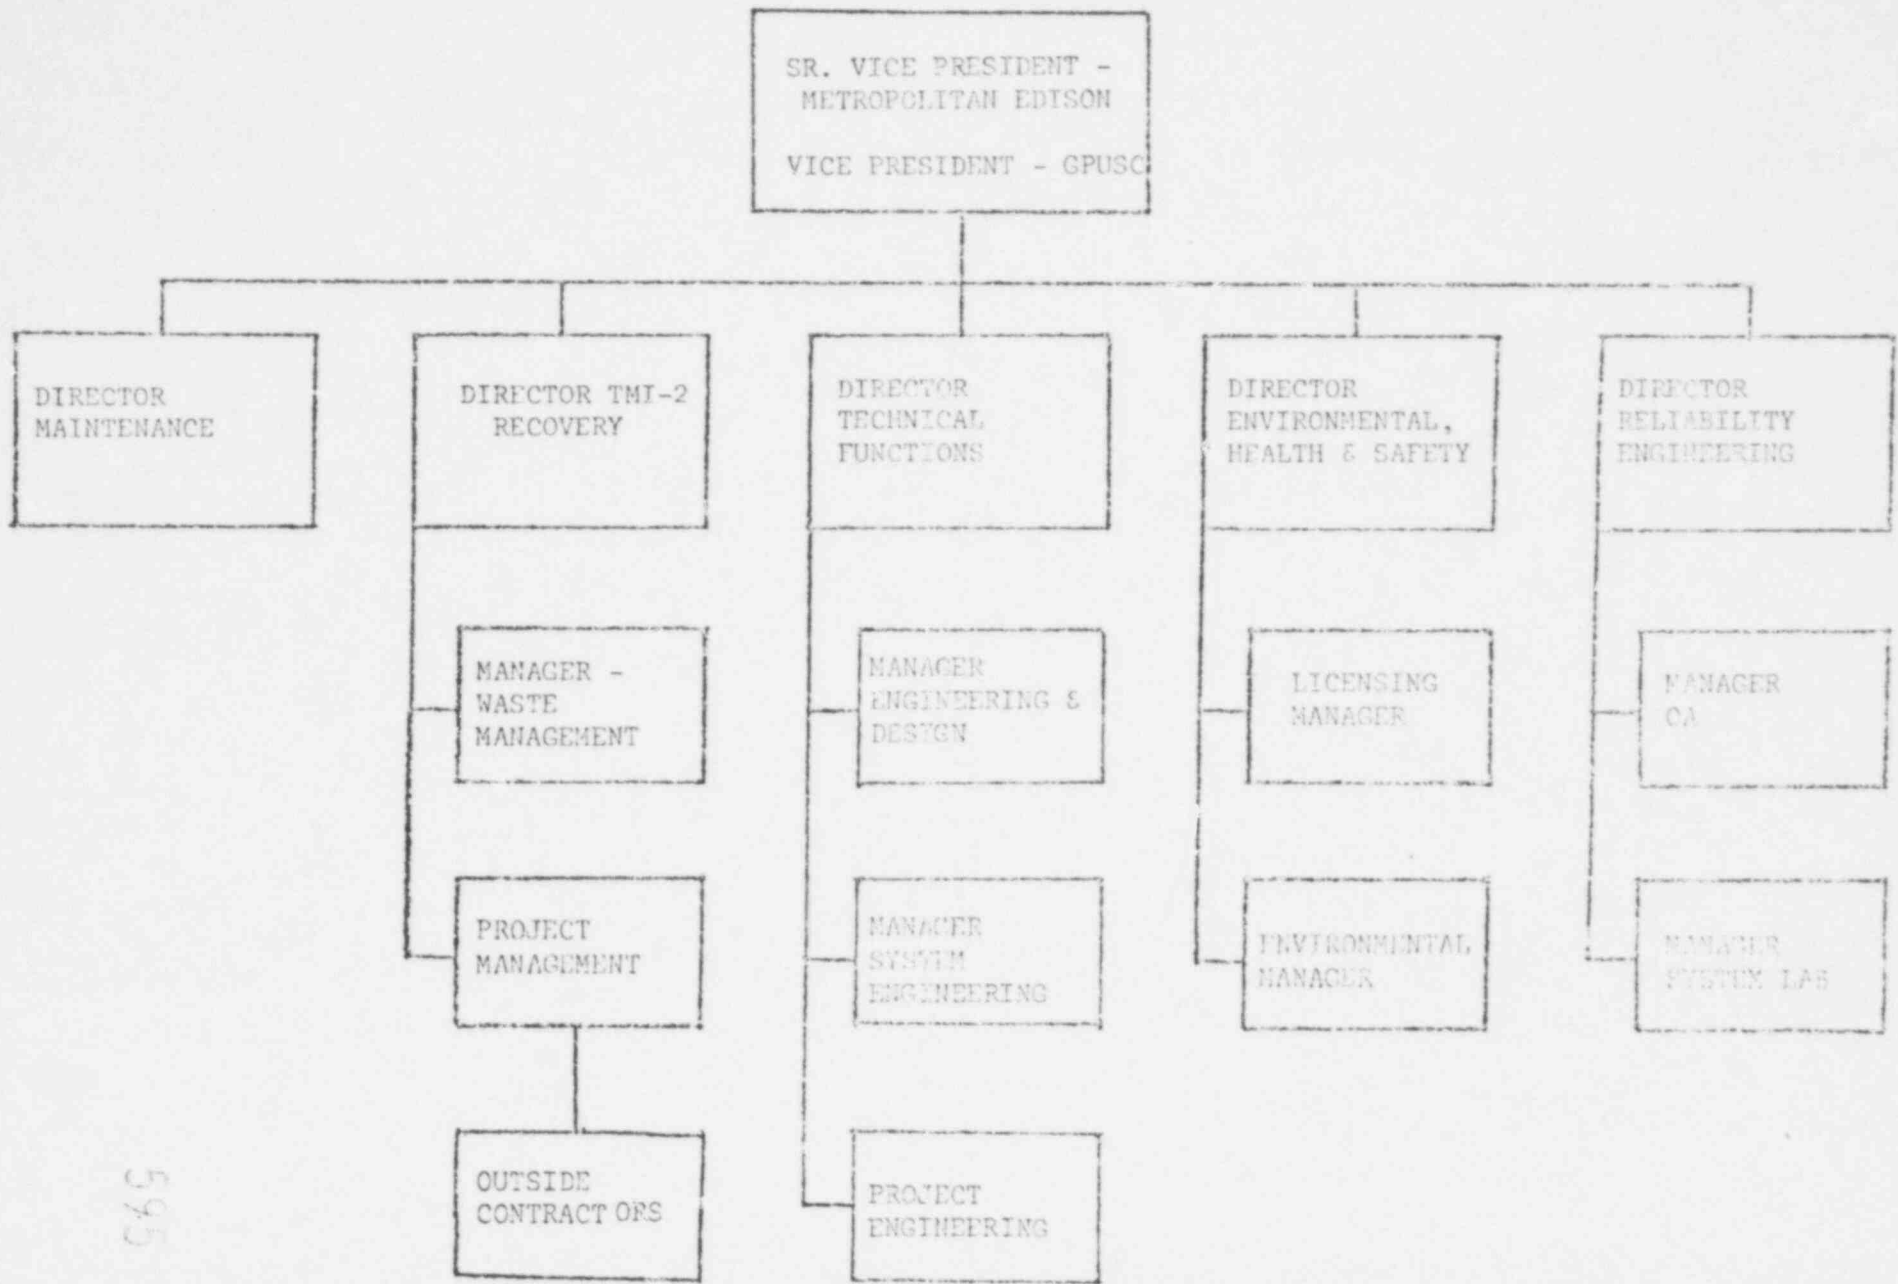 SR. VICE PRESIDENT -
METROPOLITAN EDISON
VICE PRESIDENT - GPUSC
DIRECTOR
MAINTENANCE
DIRECTOR TMI-2
RECOVERY
DIRECTOR
TECHNICAL
FUNCTIONS
DIRECTOR
ENVIRONMENTAL,
HEALTH & SAFETY
DIRECTOR
RELIABILITY
ENGINEERING
MANAGER -
WASTE
MANAGEMENT
MANAGER
ENGINEERING &
DESIGN
LICENSING
MANAGER
MANAGER
QA
PROJECT
MANAGEMENT
MANAGER
SYSTEM
ENGINEERING
ENVIRONMENTAL
MANAGER
MANAGER
SYSTEM LAB
OUTSIDE
CONTRACTORS
PROJECT
ENGINEERING
595